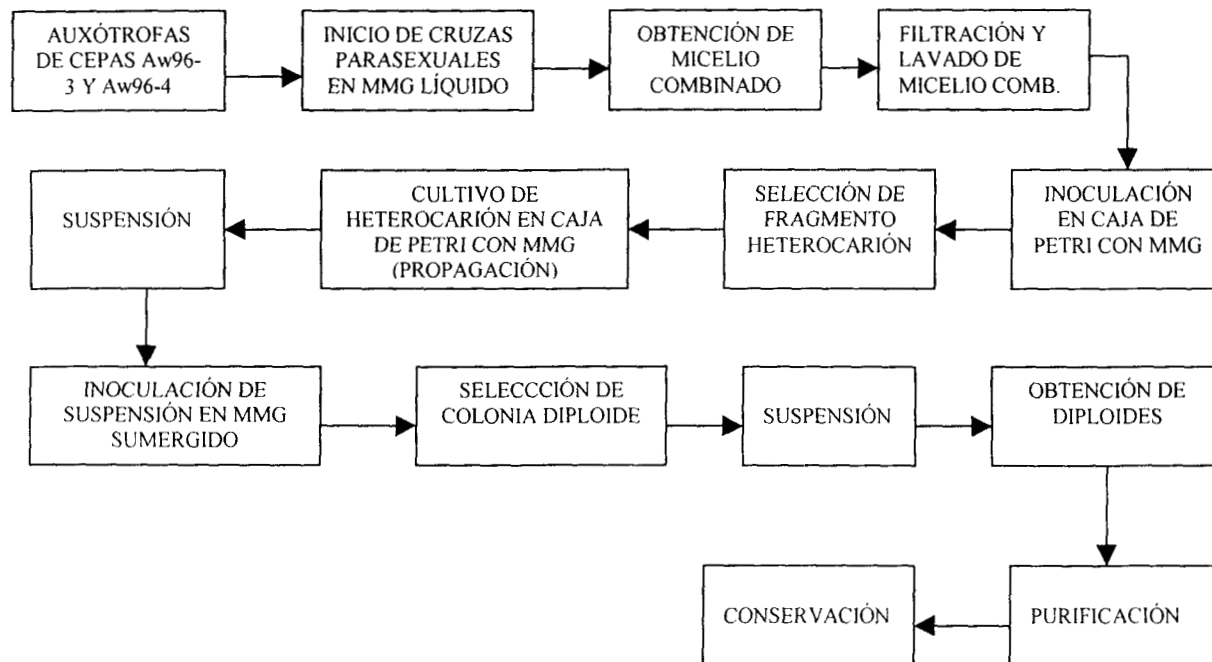 AUXÓTROFAS
DE CEPAS Aw96-
3 Y Aw96-4
INICIO DE CRUZAS
PARASEXUALES
EN MMG LÍQUIDO
OBTENCIÓN DE
MICELIO
COMBINADO
FILTRACIÓN Y
LAVADO DE
MICELIO COMB.
INOCULACIÓN
EN CAJA DE
PETRI CON MMG
SELECCIÓN DE
FRAGMENTO
HETEROCARIÓN
CULTIVO DE
HETEROCARIÓN EN CAJA
DE PETRI CON MMG
(PROPAGACIÓN)
SUSPENSIÓN
INOCULACIÓN DE
SUSPENSIÓN EN MMG
SUMERGIDO
SELECCCIÓN DE
COLONIA DIPLOIDE
SUSPENSIÓN
OBTENCIÓN DE
DIPLOIDES
PURIFICACIÓN
CONSERVACIÓN